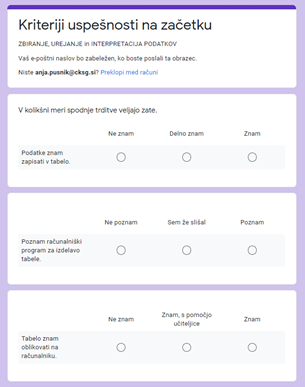 Kriteriji uspešnosti na začetku
ZBIRANJE, UREJANJE in INTERPRETACIJA PODATKOV
Vaš e-poštni naslov bo zabeležen, ko boste poslali ta obrazec.
Niste anja.pusnik@cksg.si? Preklopi med računi
V kolikšni meri spodnje trditve veljajo zate.
Ne znam Delno znam Znam
Podatke znam
zapisati v tabelo.
Ne poznam Sem že slišal Poznam
Poznam računalniški
program za izdelavo
tabele.
Ne znam Znam, s pomočjo
učiteljice Znam
Tabelo znam
oblikovati na
računalniku.